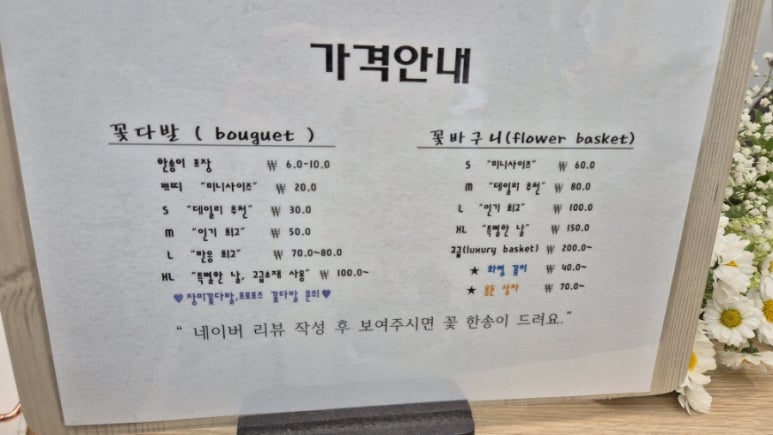 가격안내
꽃다발 ( bouguet )
한송이 포장 ₩ 6.0-10.0
쁘띠 "미니사이즈" ₩ 20.0
S "데일리 추천" ₩ 30.0
M "인기 최고" ₩ 50.0
L "반응 최고" ₩ 70.0~80.0
XL "특별한 날, 고급소재 사용" ₩ 100.0~
♥장미꽃다발,프로포즈 꽃다발 문의♥
꽃바구니(flower basket)
S "미니사이즈" ₩ 60.0
M "데일리 추천" ₩ 80.0
L "인기 최고" ₩ 100.0
XL "특별한 날" ₩ 150.0
고급(luxury basket) ₩ 200.0~
★ 화병 꽂이 ₩ 40.0~
★ 용돈 상자 ₩ 70.0~
" 네이버 리뷰 작성 후 보여주시면 꽃 한송이 드려요."